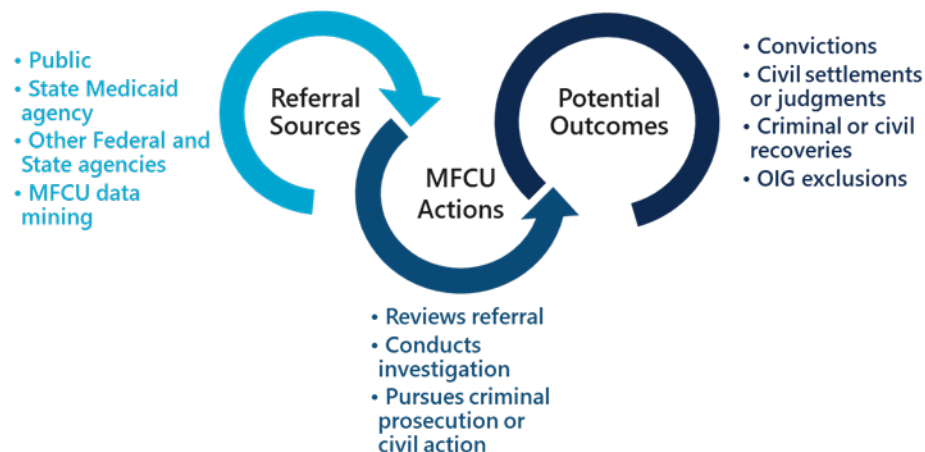 Referral
Sources
• Public
• State Medicaid
agency
• Other Federal and
State agencies
• MFCU data
mining
MFCU
Actions
• Reviews referral
• Conducts
investigation
• Pursues criminal
prosecution or
civil action
Potential
Outcomes
• Convictions
• Civil settlements
or judgments
• Criminal or civil
recoveries
• OIG exclusions